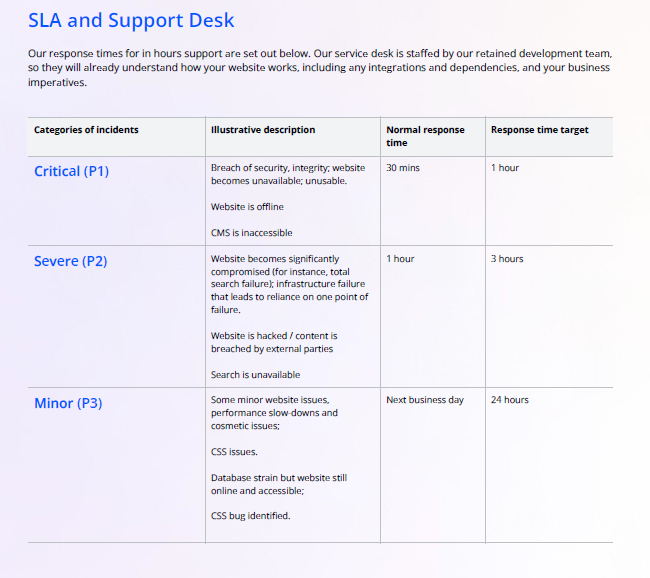 SLA and Support Desk
Our response times for in hours support are set out below. Our service desk is staffed by our retained development team,
so they will already understand how your website works, including any integrations and dependencies, and your business
imperatives.
Categories of incidents
Illustrative description
Normal response
time
Response time target
Critical (P1)
Breach of security, integrity; website
becomes unavailable; unusable.
Website is offline
CMS is inaccessible
30 mins
1 hour
Severe (P2)
Website becomes significantly
compromised (for instance, total
search failure); infrastructure failure
that leads to reliance on one point of
failure.
Website is hacked / content is
breached by external parties
Search is unavailable
1 hour
3 hours
Minor (P3)
Some minor website issues,
performance slow-downs and
cosmetic issues;
CSS issues.
Database strain but website still
online and accessible;
CSS bug identified.
Next business day
24 hours